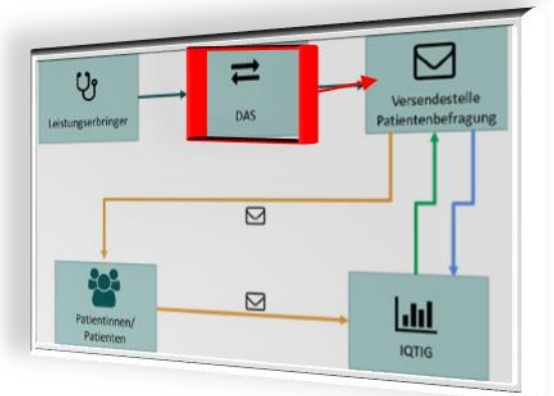 Leistungserbringer
DAS
Versendestelle
Patientenbefragung
Patientinnen/
Patienten
IQTIG